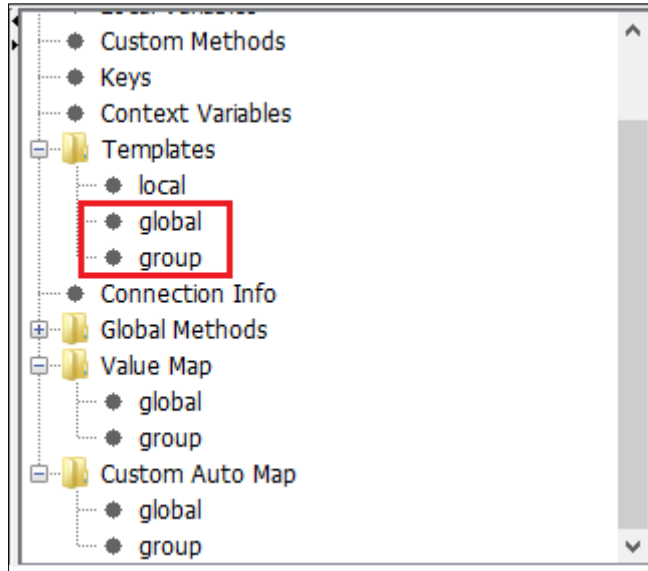 Custom Methods
Keys
Context Variables
Templates
local
global
group
Connection Info
Global Methods
Value Map
global
group
Custom Auto Map
global
group